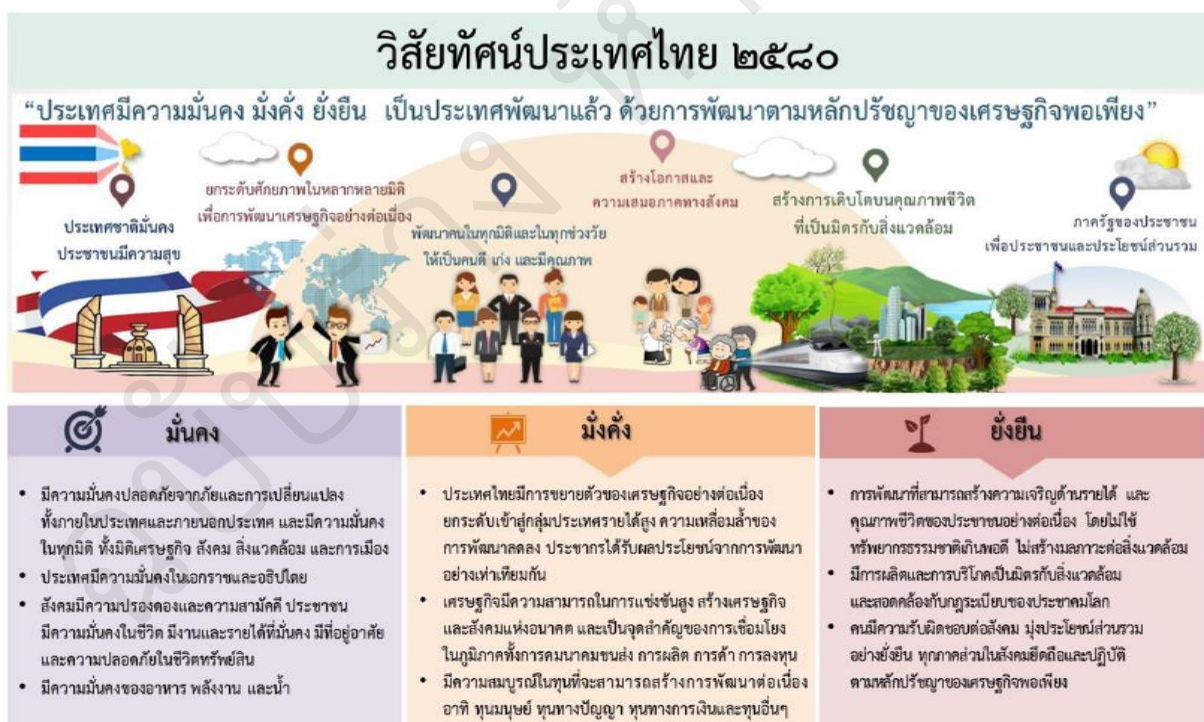 วิสัยทัศน์ประเทศไทย ๒๕๘๐
“ประเทศมีความมั่นคง มั่งคั่ง ยั่งยืน เป็นประเทศพัฒนาแล้ว ด้วยการพัฒนาตามหลักปรัชญาของเศรษฐกิจพอเพียง”
ประเทศชาติมั่นคง
ประชาชนมีความสุข
ยกระดับศักยภาพในหลากหลายมิติ
เพื่อการพัฒนาเศรษฐกิจอย่างต่อเนื่อง
พัฒนาคนในทุกมิติและในทุกช่วงวัย
ให้เป็นคนดี เก่ง และมีคุณภาพ
สร้างโอกาสและ
ความเสมอภาคทางสังคม
สร้างการเติบโตบนคุณภาพชีวิต
ที่เป็นมิตรกับสิ่งแวดล้อม
ภาครัฐของประชาชน
เพื่อประชาชนและประโยชน์ส่วนรวม
มั่นคง
• มีความมั่นคงปลอดภัยจากภัยและการเปลี่ยนแปลง
ทั้งภายในประเทศและภายนอกประเทศ และมีความมั่นคง
ในทุกมิติ ทั้งมิติเศรษฐกิจ สังคม สิ่งแวดล้อม และการเมือง
• ประเทศมีความมั่นคงในเอกราชและอธิปไตย
• สังคมมีความปรองดองและความสามัคคี ประชาชน
มีความมั่นคงในชีวิต มีงานและรายได้ที่มั่นคง มีที่อยู่อาศัย
และความปลอดภัยในชีวิตทรัพย์สิน
• มีความมั่นคงของอาหาร พลังงาน และน้ำ
มั่งคั่ง
• ประเทศไทยมีการขยายตัวของเศรษฐกิจอย่างต่อเนื่อง
ยกระดับเข้าสู่กลุ่มประเทศรายได้สูง ความเหลื่อมล้ำของ
การพัฒนาลดลง ประชากรได้รับผลประโยชน์จากการพัฒนา
อย่างเท่าเทียมกัน
• เศรษฐกิจมีความสามารถในการแข่งขันสูง สร้างเศรษฐกิจ
และสังคมแห่งอนาคต และเป็นจุดสำคัญของการเชื่อมโยง
ในภูมิภาคทั้งการคมนาคมขนส่ง การผลิต การค้า การลงทุน
• มีความสมบูรณ์ในทุนที่จะสามารถสร้างการพัฒนาต่อเนื่อง
อาทิ ทุนมนุษย์ ทุนทางปัญญา ทุนทางการเงินและทุนอื่นๆ
ยั่งยืน
• การพัฒนาที่สามารถสร้างความเจริญด้านรายได้ และ
คุณภาพชีวิตของประชาชนอย่างต่อเนื่อง โดยไม่ใช้
ทรัพยากรธรรมชาติเกินพอดี ไม่สร้างมลภาวะต่อสิ่งแวดล้อม
• มีการผลิตและการบริโภคเป็นมิตรกับสิ่งแวดล้อม
และสอดคล้องกับกฎระเบียบของประชาคมโลก
• คนมีความรับผิดชอบต่อสังคม มุ่งประโยชน์ส่วนรวม
อย่างยั่งยืน ทุกภาคส่วนในสังคมยึดถือและปฏิบัติ
ตามหลักปรัชญาของเศรษฐกิจพอเพียง